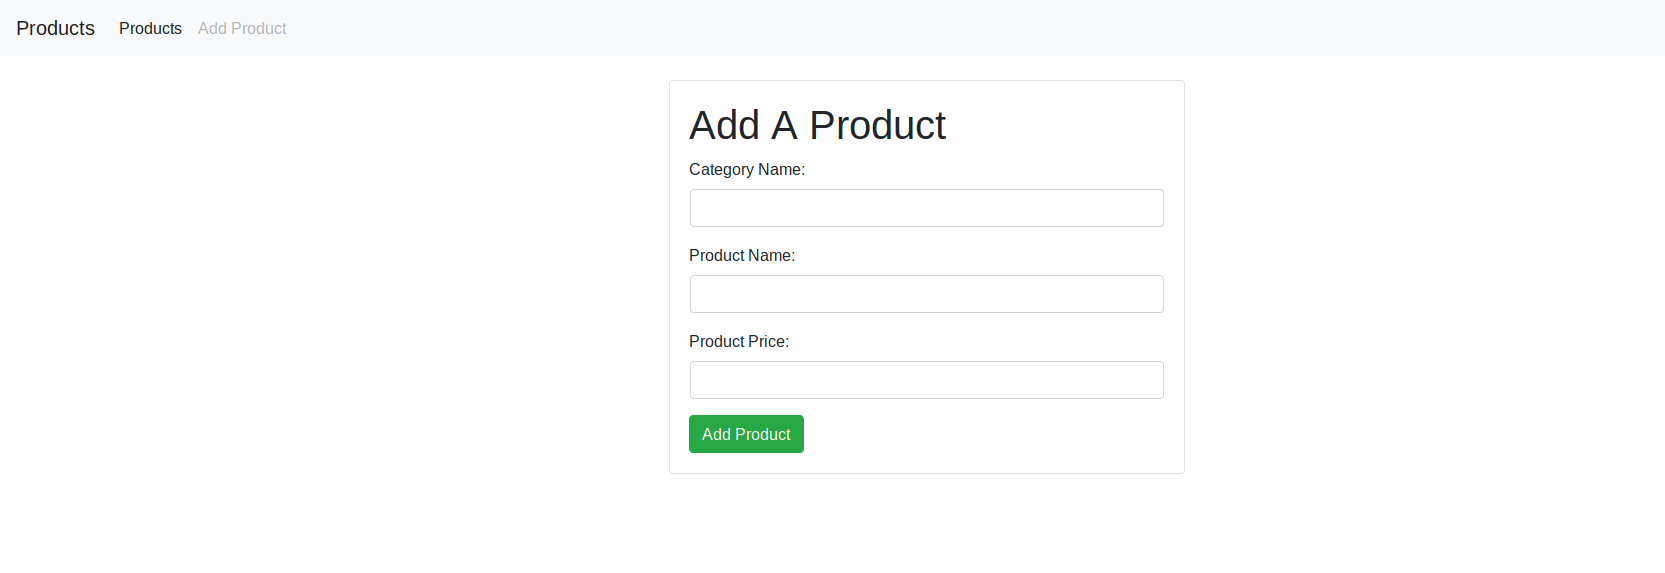 Products Products Add Product
Add A Product
Category Name:
Product Name:
Product Price:
Add Product